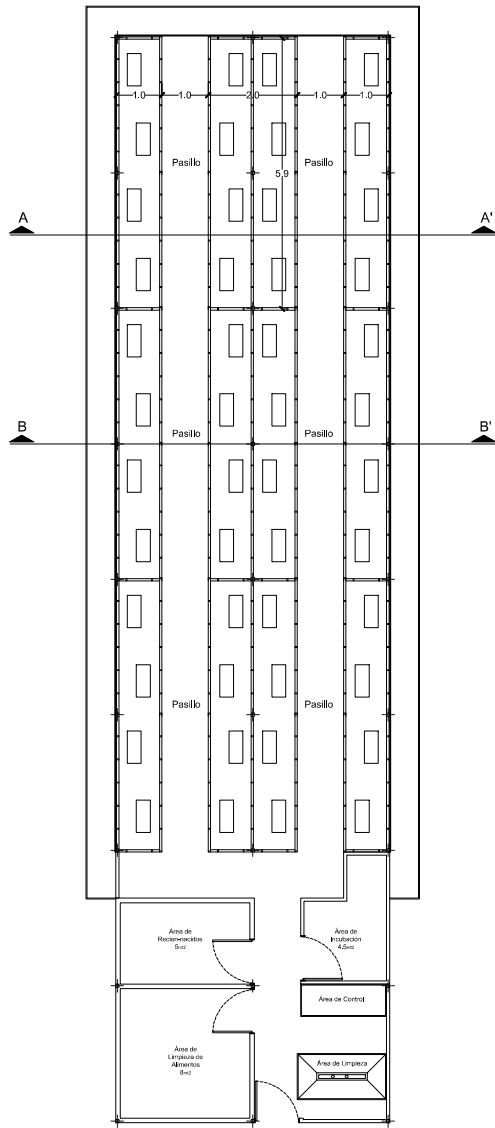 1.0 1.0 2.0 1.0 1.0
Pasillo Pasillo
5.9
A A'
B B'
Pasillo Pasillo
Pasillo Pasillo
Área de
Recien-nacidos
5m2
Área de
Incubación
4.5m2
Área de Control
Área de
Limpieza de
Alimentos
8m2
Área de Limpieza